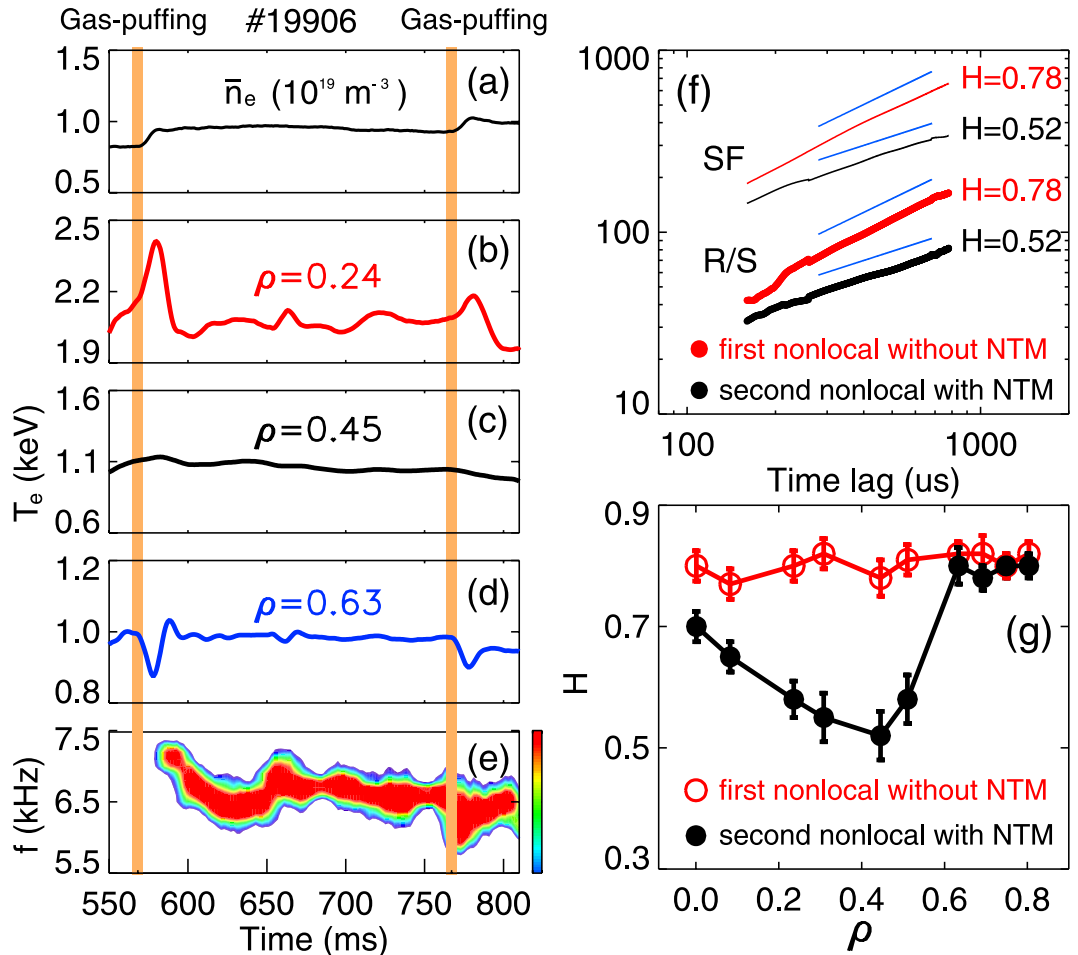 Gas-puffing #19906 Gas-puffing
1.5
1.0
0.5
(a)
n̅e (10¹⁹ m⁻³)
2.5
2.2
1.9
(b)
ρ=0.24
1.6
1.1
0.6
(c)
ρ=0.45
Te (keV)
1.2
1.0
0.8
(d)
ρ=0.63
7.5
6.5
5.5
(e)
f (kHz)
550 600 650 700 750 800
Time (ms)
1000
100
10
(f)
H=0.78
SF
H=0.52
H=0.78
R/S
H=0.52
first nonlocal without NTM
second nonlocal with NTM
100 1000
Time lag (us)
0.9
0.7
0.5
0.3
H
(g)
first nonlocal without NTM
second nonlocal with NTM
0.0 0.2 0.4 0.6 0.8
ρ